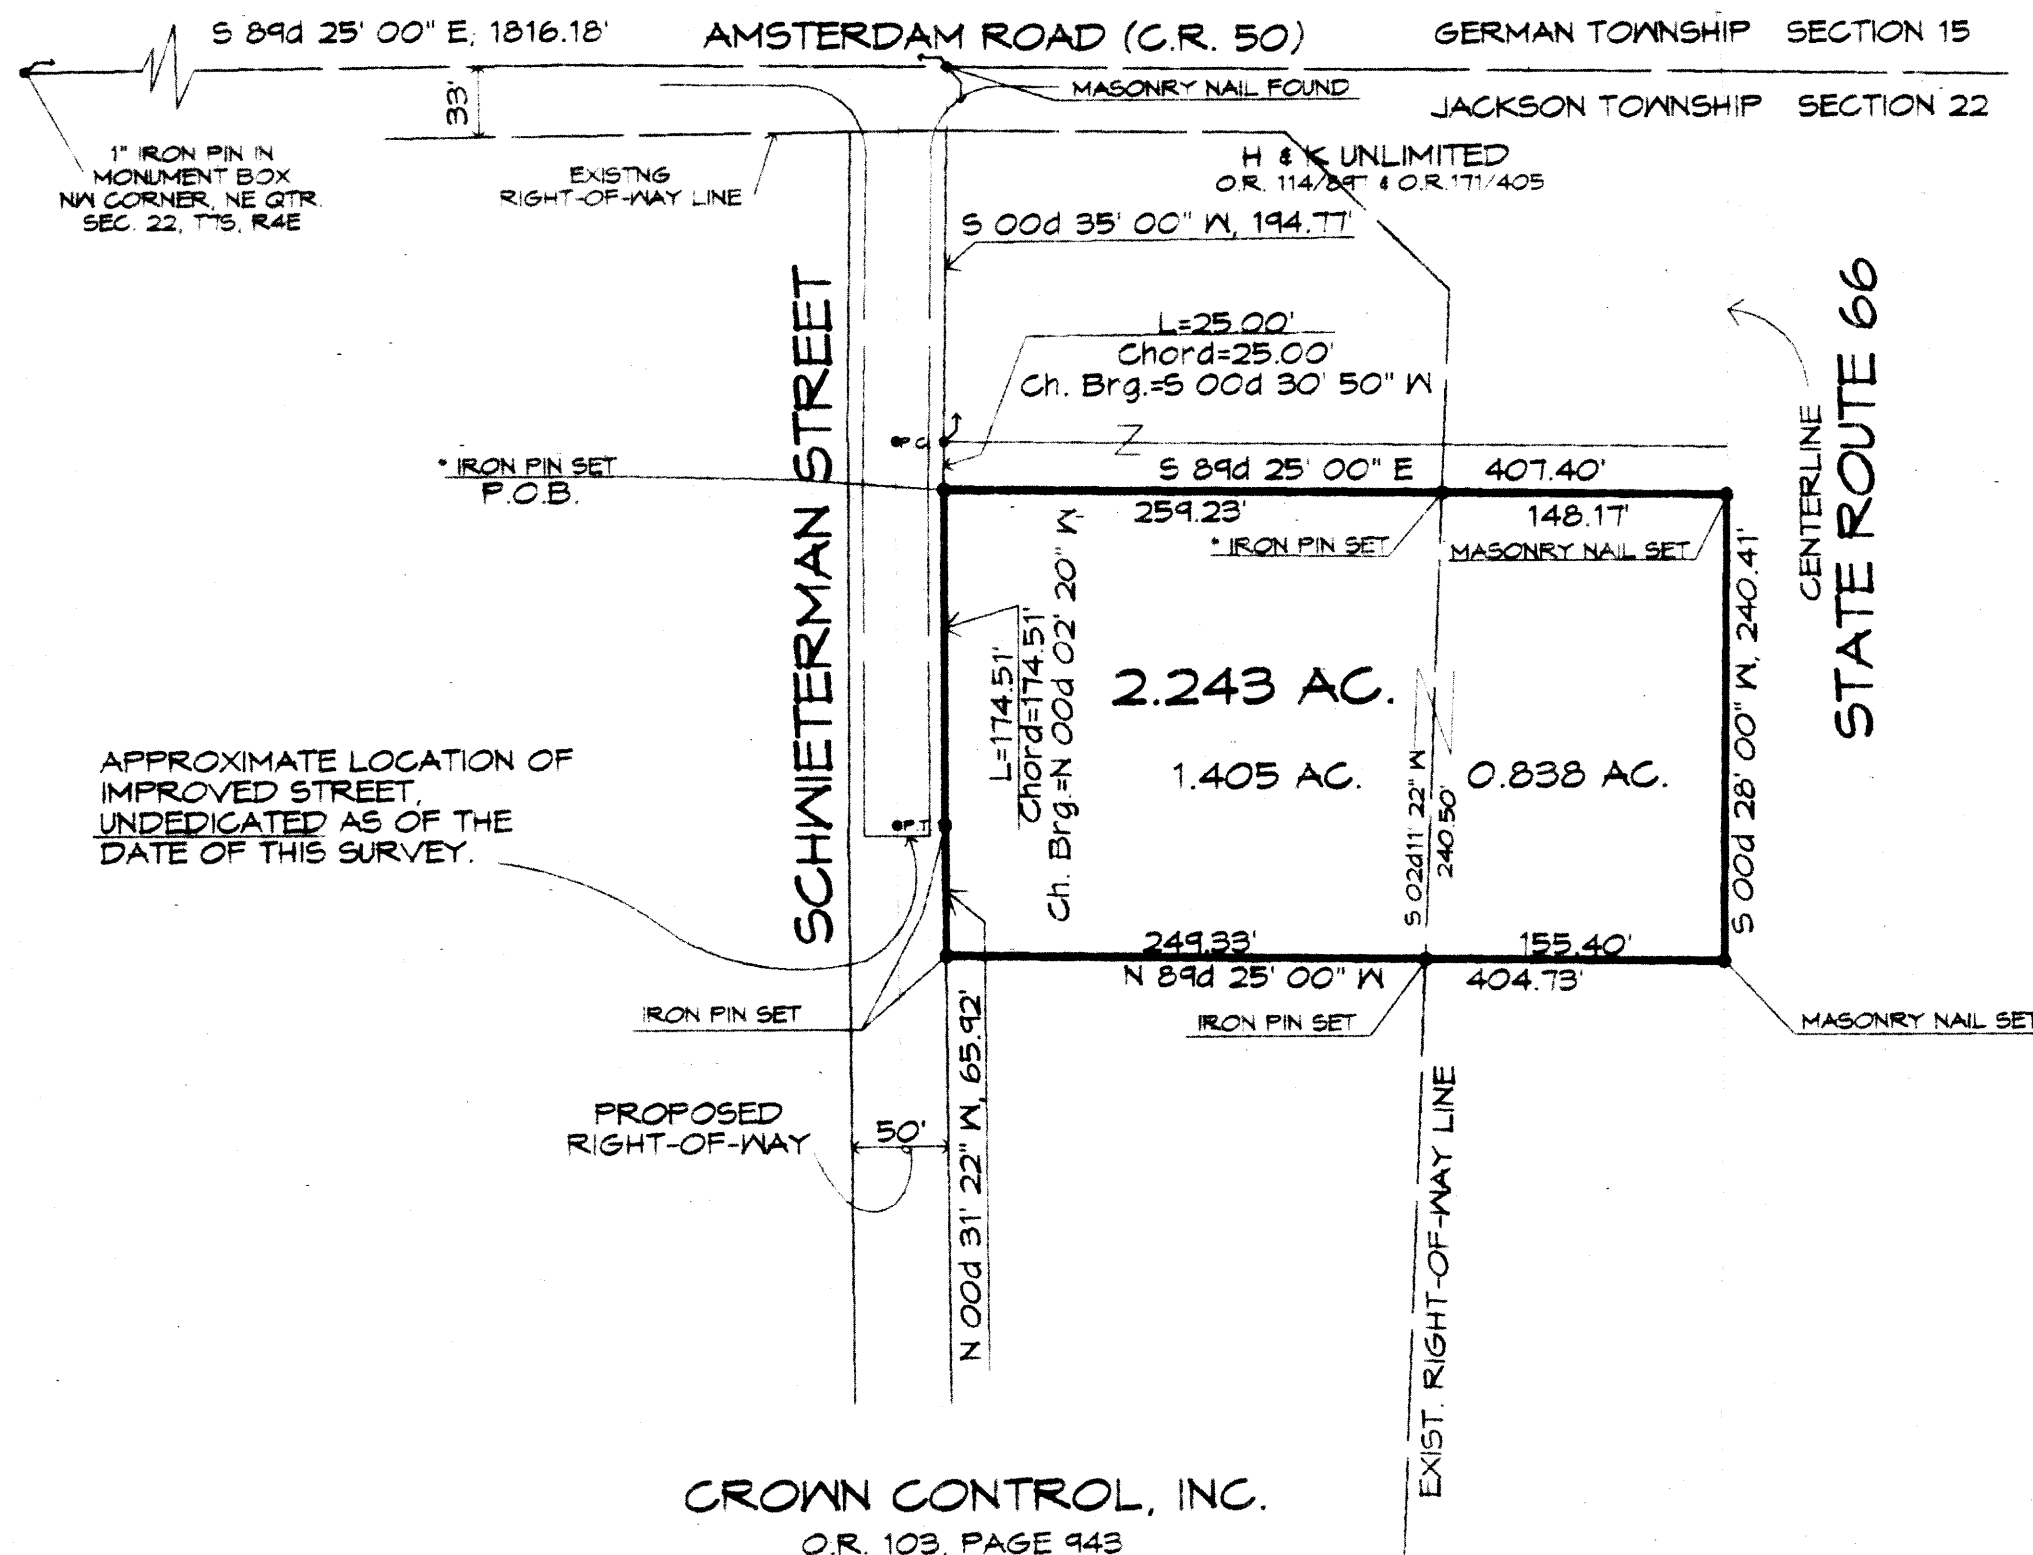 S 89d 25' 00" E, 1816.18'
AMSTERDAM ROAD (C.R. 50)
GERMAN TOWNSHIP SECTION 15
MASONRY NAIL FOUND
JACKSON TOWNSHIP SECTION 22
33'
1" IRON PIN IN
MONUMENT BOX
NW CORNER, NE QTR.
SEC. 22, T7S, R4E
EXISTNG
RIGHT-OF-WAY LINE
H & K UNLIMITED
O.R. 114/897 & O.R.171/405
S 00d 35' 00" W, 194.77'
L=25.00'
Chord=25.00'
Ch. Brg.=S 00d 30' 50" W
SCHWIETERMAN STREET
STATE ROUTE 66
CENTERLINE
P.C.
* IRON PIN SET
P.O.B.
S 89d 25' 00" E 407.40'
259.23'
148.17'
* IRON PIN SET
MASONRY NAIL SET
L=174.51'
Chord=174.51'
Ch. Brg.=N 00d 02' 20" W
2.243 AC.
1.405 AC.
0.838 AC.
S 02d11' 22" W
240.50'
S 00d 28' 00" W, 240.41'
APPROXIMATE LOCATION OF
IMPROVED STREET,
UNDEDICATED AS OF THE
DATE OF THIS SURVEY.
P.T.
249.33'
155.40'
N 89d 25' 00" W 404.73'
IRON PIN SET
IRON PIN SET
MASONRY NAIL SET
N 00d 31' 22" W, 65.92'
PROPOSED
RIGHT-OF-WAY
50'
EXIST. RIGHT-OF-WAY LINE
CROWN CONTROL, INC.
O.R. 103, PAGE 943